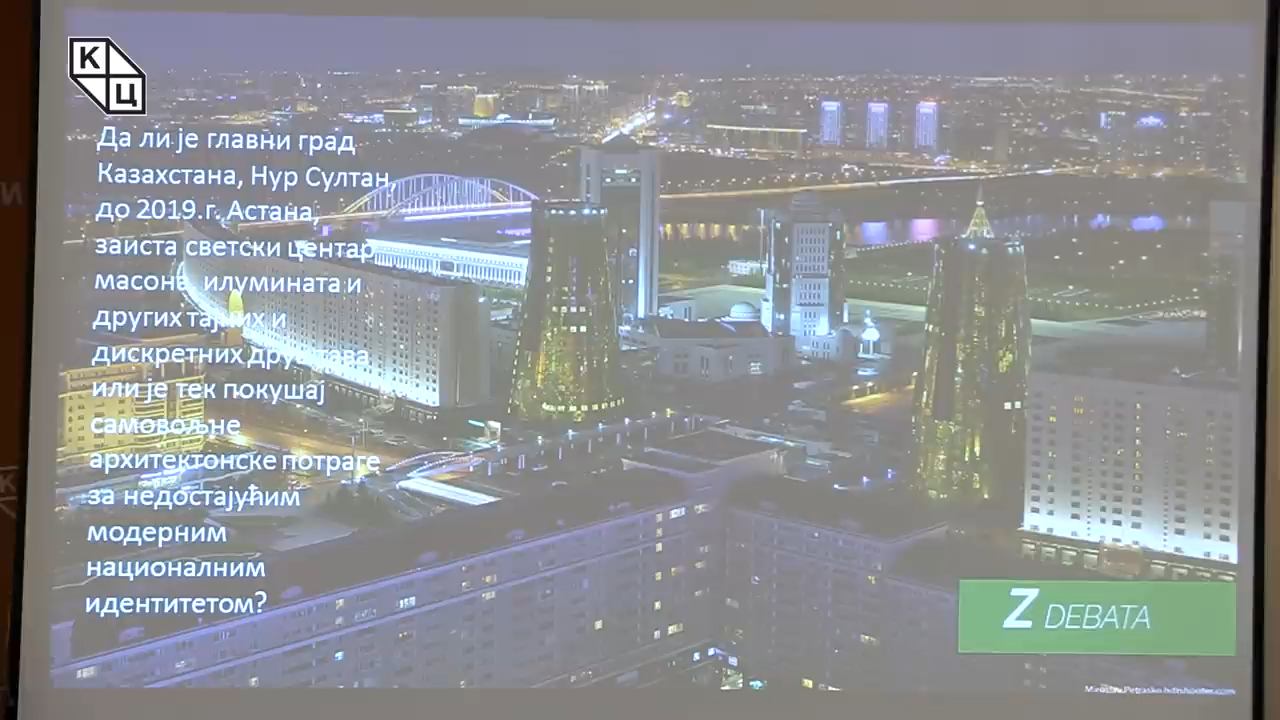 К
Ц
Да ли је главни град
Казахстана, Нур Султан,
до 2019.г. Астана,
заиста светски центар
масона, илумината и
других тајних и
дискретних друштава
или је тек покушај
самовољне
архитектонске потраге
за недостајућим
модерним
националним
идентитетом?
Z DEBATA